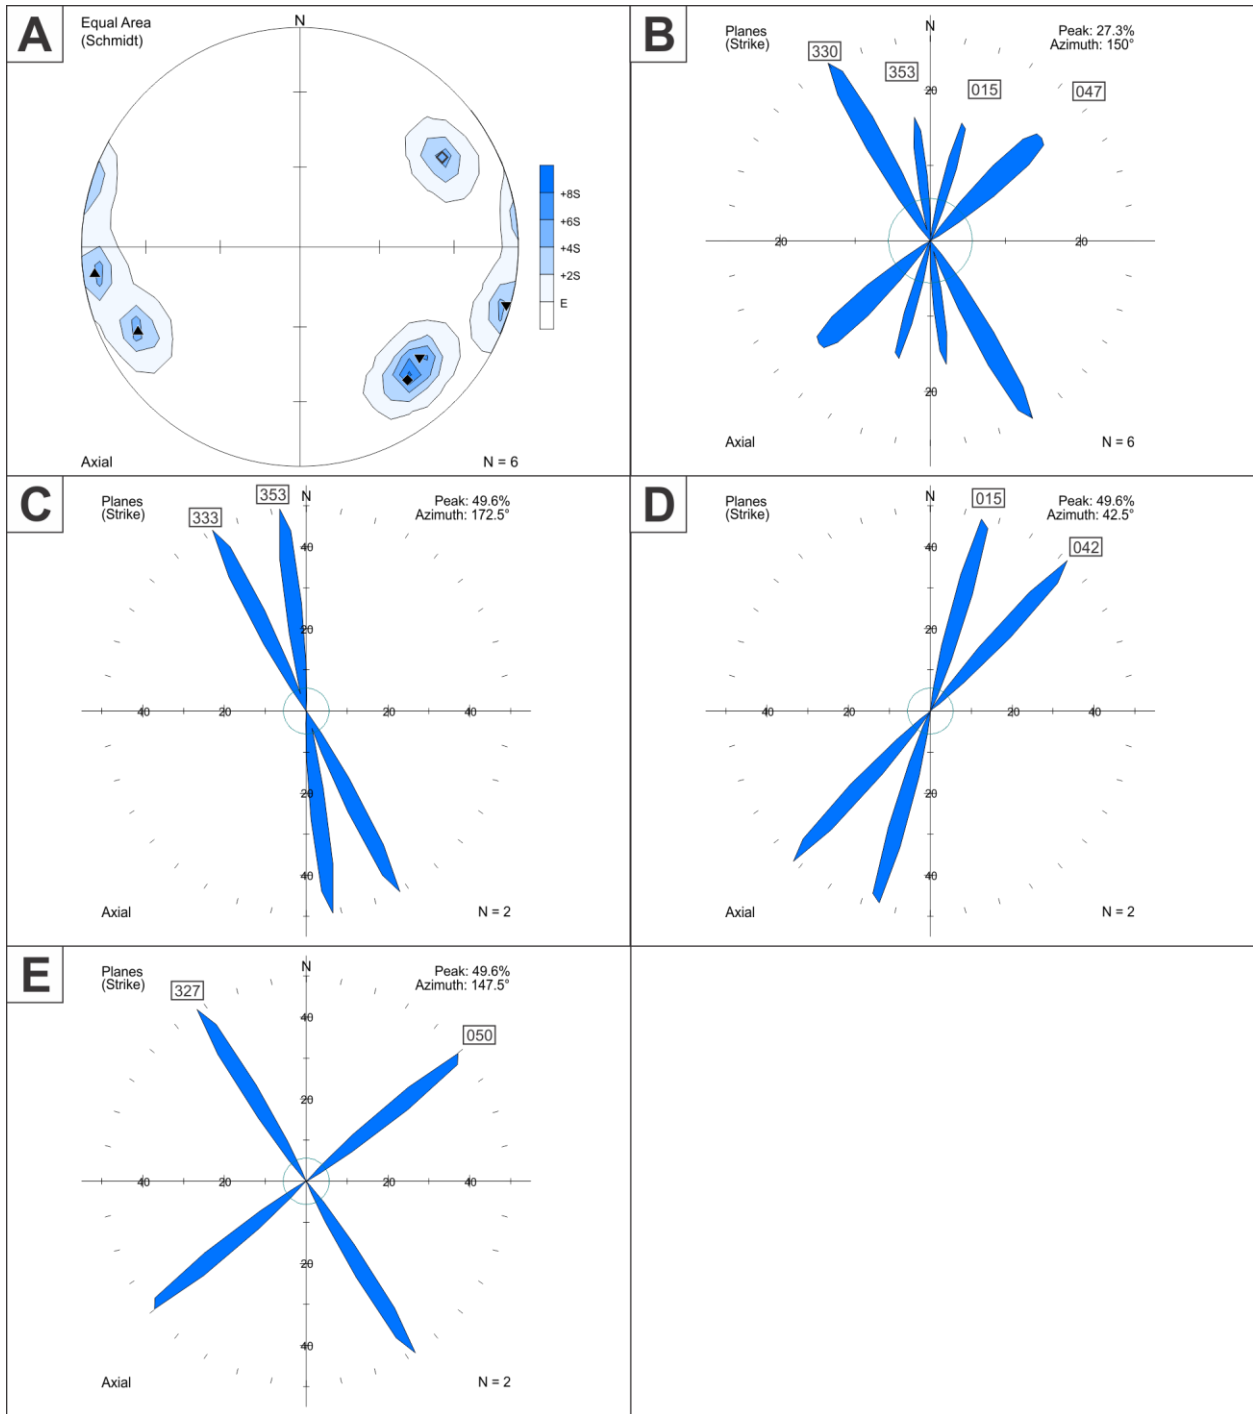 A
Equal Area
(Schmidt)
N
+8S
+6S
+4S
+2S
E
Axial
N = 6
B
Planes
(Strike)
N
Peak: 27.3%
Azimuth: 150°
330
353
015
047
20
20
20
20
Axial
N = 6
C
Planes
(Strike)
N
Peak: 49.6%
Azimuth: 172.5°
353
333
40
20
40
20
20
40
20
40
Axial
N = 2
D
Planes
(Strike)
N
Peak: 49.6%
Azimuth: 42.5°
015
042
40
20
40
20
20
40
20
40
Axial
N = 2
E
Planes
(Strike)
N
Peak: 49.6%
Azimuth: 147.5°
327
050
40
20
40
20
20
40
20
40
Axial
N = 2